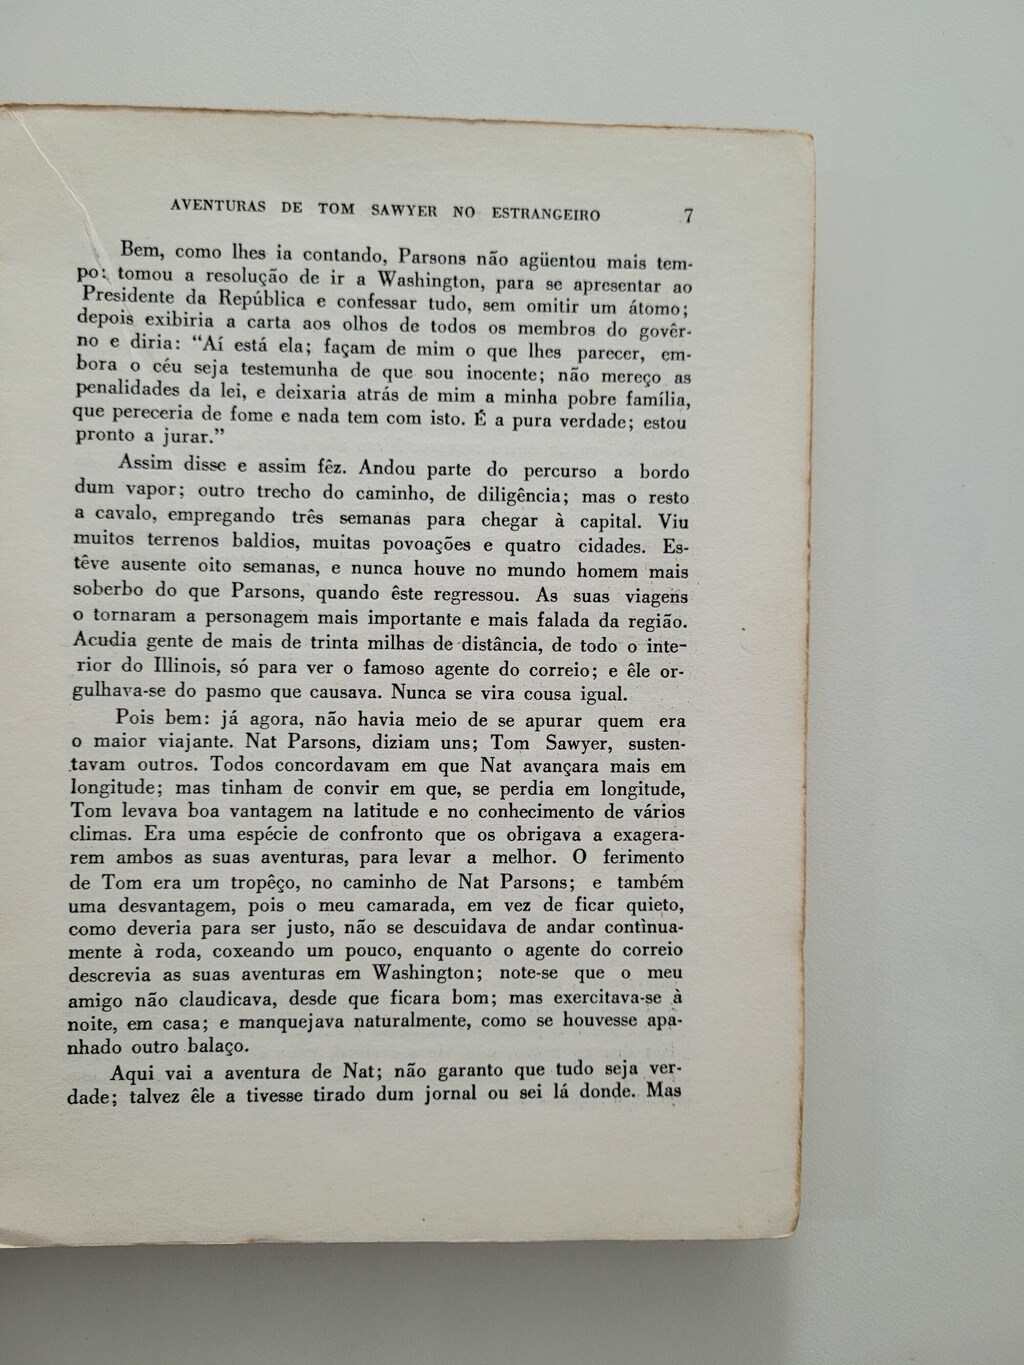 AVENTURAS DE TOM SAWYER NO ESTRANGEIRO 7
Bem, como lhes ia contando, Parsons não agüentou mais tem-
po: tomou a resolução de ir a Washington, para se apresentar ao
Presidente da República e confessar tudo, sem omitir um átomo;
depois exibiria a carta aos olhos de todos os membros do govêr-
no e diria: “Aí está ela; façam de mim o que lhes parecer, em-
bora o céu seja testemunha de que sou inocente; não mereço as
penalidades da lei, e deixaria atrás de mim a minha pobre família,
que pereceria de fome e nada tem com isto. É a pura verdade; estou
pronto a jurar.”
Assim disse e assim fêz. Andou parte do percurso a bordo
dum vapor; outro trecho do caminho, de diligência; mas o resto
a cavalo, empregando três semanas para chegar à capital. Viu
muitos terrenos baldios, muitas povoações e quatro cidades. Es-
têve ausente oito semanas, e nunca houve no mundo homem mais
soberbo do que Parsons, quando êste regressou. As suas viagens
o tornaram a personagem mais importante e mais falada da região.
Acudia gente de mais de trinta milhas de distância, de todo o inte-
rior do Illinois, só para ver o famoso agente do correio; e êle or-
gulhava-se do pasmo que causava. Nunca se vira cousa igual.
Pois bem: já agora, não havia meio de se apurar quem era
o maior viajante. Nat Parsons, diziam uns; Tom Sawyer, susten-
tavam outros. Todos concordavam em que Nat avançara mais em
longitude; mas tinham de convir em que, se perdia em longitude,
Tom levava boa vantagem na latitude e no conhecimento de vários
climas. Era uma espécie de confronto que os obrigava a exagera-
rem ambos as suas aventuras, para levar a melhor. O ferimento
de Tom era um tropêço, no caminho de Nat Parsons; e também
uma desvantagem, pois o meu camarada, em vez de ficar quieto,
como deveria para ser justo, não se descuidava de andar contìnua-
mente à roda, coxeando um pouco, enquanto o agente do correio
descrevia as suas aventuras em Washington; note-se que o meu
amigo não claudicava, desde que ficara bom; mas exercitava-se à
noite, em casa; e manquejava naturalmente, como se houvesse apa-
nhado outro balaço.
Aqui vai a aventura de Nat; não garanto que tudo seja ver-
dade; talvez êle a tivesse tirado dum jornal ou sei lá donde. Mas